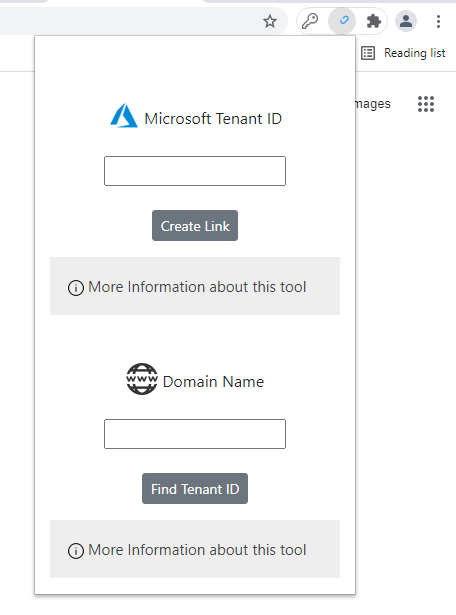 Reading list
Microsoft Tenant ID
Create Link
More Information about this tool
WWW
Domain Name
Find Tenant ID
More Information about this tool